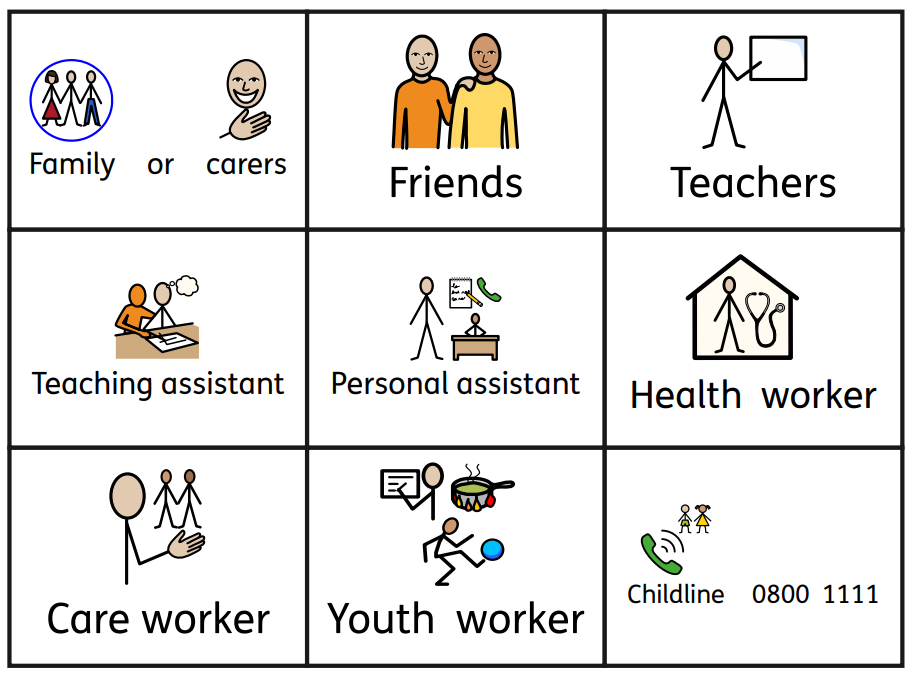 Family or carers
Friends
Teachers
Teaching assistant
Personal assistant
Health worker
Care worker
Youth worker
Childline 0800 1111